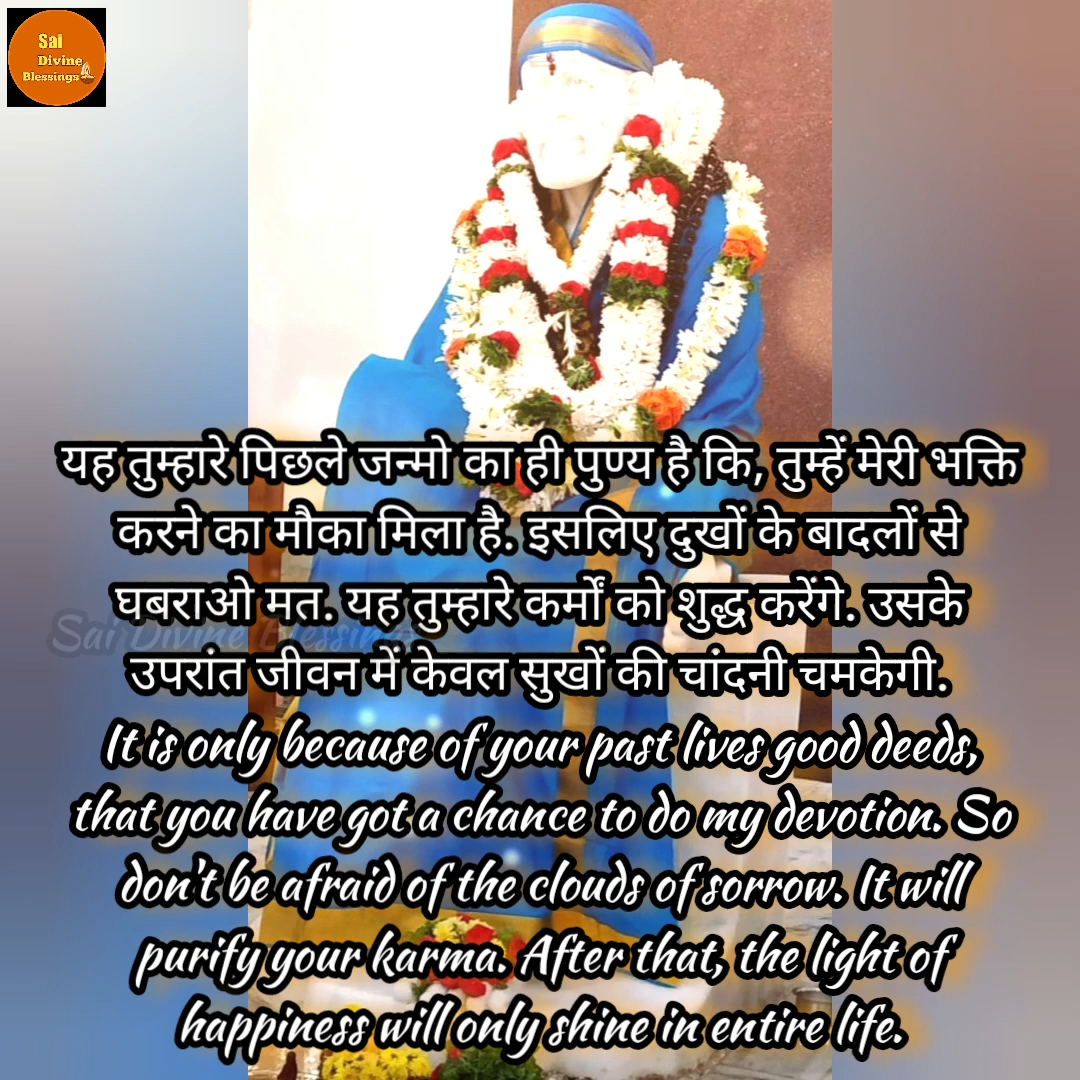 Sai
Divine
Blessings
यह तुम्हारे पिछले जन्मो का ही पुण्य है कि, तुम्हें मेरी भक्ति
करने का मौका मिला है. इसलिए दुखों के बादलों से
घबराओ मत. यह तुम्हारे कर्मों को शुद्ध करेंगे. उसके
Sai Divine Blessings
उपरांत जीवन में केवल सुखों की चांदनी चमकेगी.
It is only because of your past lives good deeds,
that you have got a chance to do my devotion. So
don't be afraid of the clouds of sorrow. It will
purify your karma. After that, the light of
happiness will only shine in entire life.